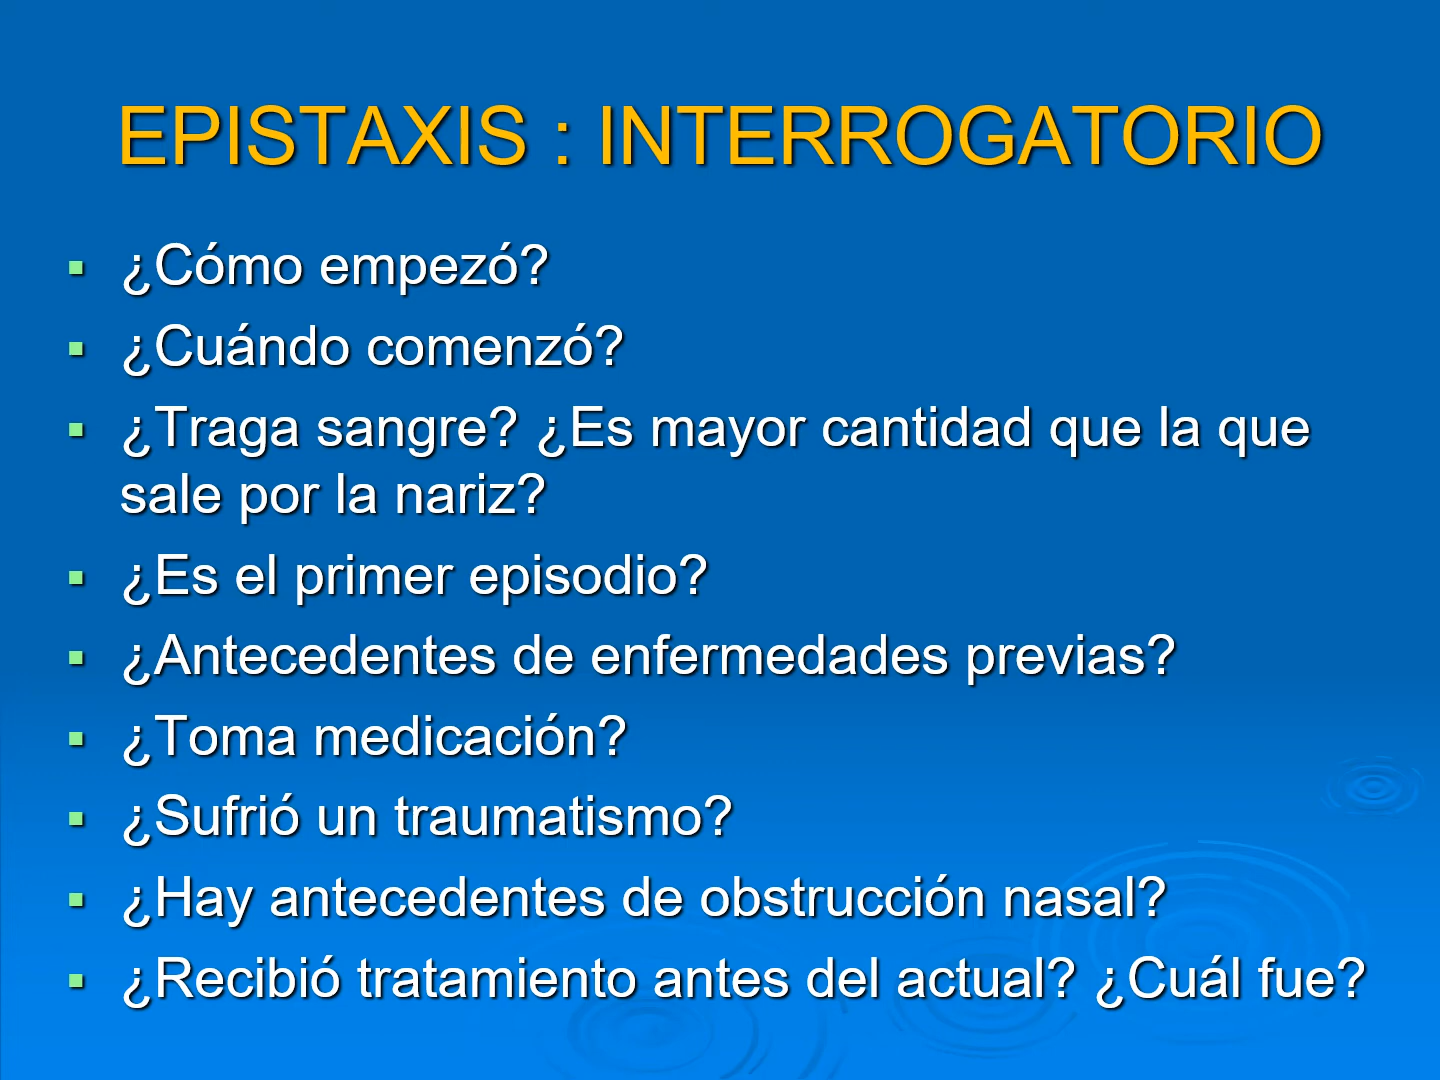 EPISTAXIS : INTERROGATORIO
▪ ¿Cómo empezó?
▪ ¿Cuándo comenzó?
▪ ¿Traga sangre? ¿Es mayor cantidad que la que
sale por la nariz?
▪ ¿Es el primer episodio?
▪ ¿Antecedentes de enfermedades previas?
▪ ¿Toma medicación?
▪ ¿Sufrió un traumatismo?
▪ ¿Hay antecedentes de obstrucción nasal?
▪ ¿Recibió tratamiento antes del actual? ¿Cuál fue?